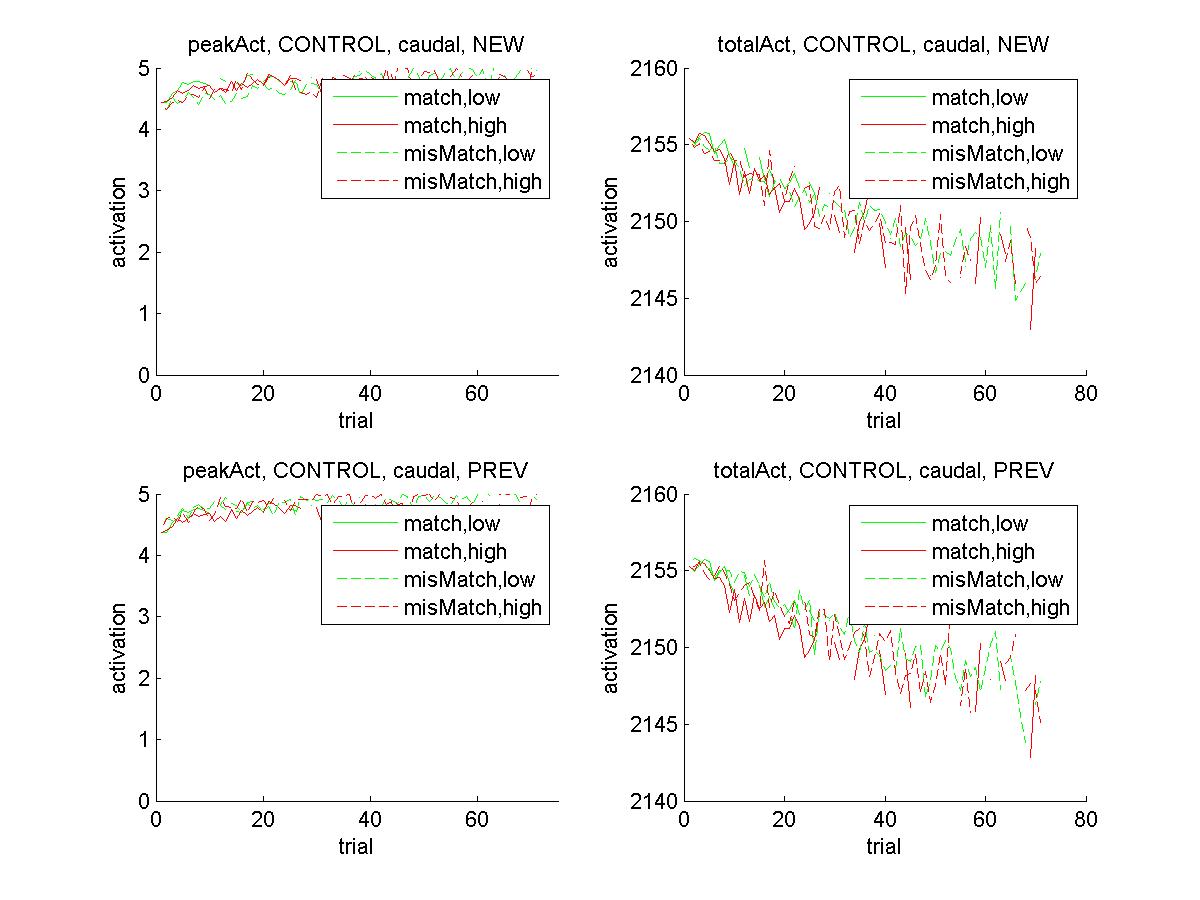 peakAct, CONTROL, caudal, NEW
5
4
3
2
1
0
activation
0 20 40 60
trial
match,low
match,high
misMatch,low
misMatch,high
totalAct, CONTROL, caudal, NEW
2160
2155
2150
2145
2140
activation
0 20 40 60 80
trial
match,low
match,high
misMatch,low
misMatch,high
peakAct, CONTROL, caudal, PREV
5
4
3
2
1
0
activation
0 20 40 60
trial
match,low
match,high
misMatch,low
misMatch,high
totalAct, CONTROL, caudal, PREV
2160
2155
2150
2145
2140
activation
0 20 40 60 80
trial
match,low
match,high
misMatch,low
misMatch,high